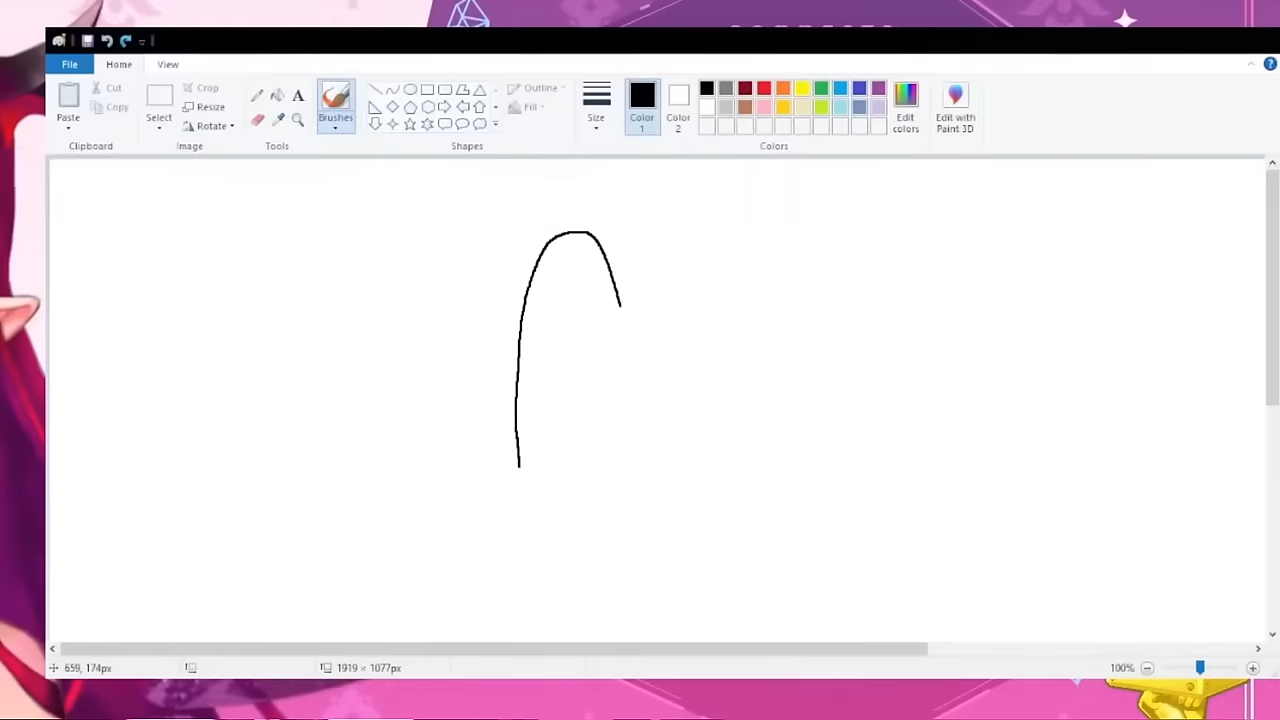 File Home View
Paste Cut Copy Clipboard
Select Crop Resize Rotate Image
A Tools
Brushes
Outline Fill Shapes
Size
Color 1 Color 2 Edit colors Colors
Edit with Paint 3D
659, 174px 1919 × 1077px 100%